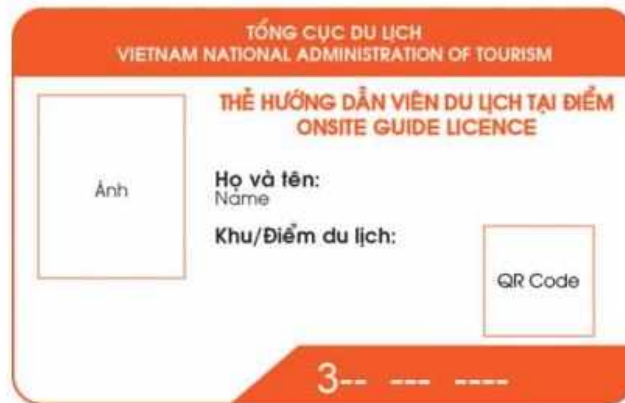 TỔNG CỤC DU LỊCH
VIETNAM NATIONAL ADMINISTRATION OF TOURISM
THẺ HƯỚNG DẪN VIÊN DU LỊCH TẠI ĐIỂM
ONSITE GUIDE LICENCE
Ảnh
Họ và tên:
Name
Khu/Điểm du lịch:
QR Code
3-- --- ----